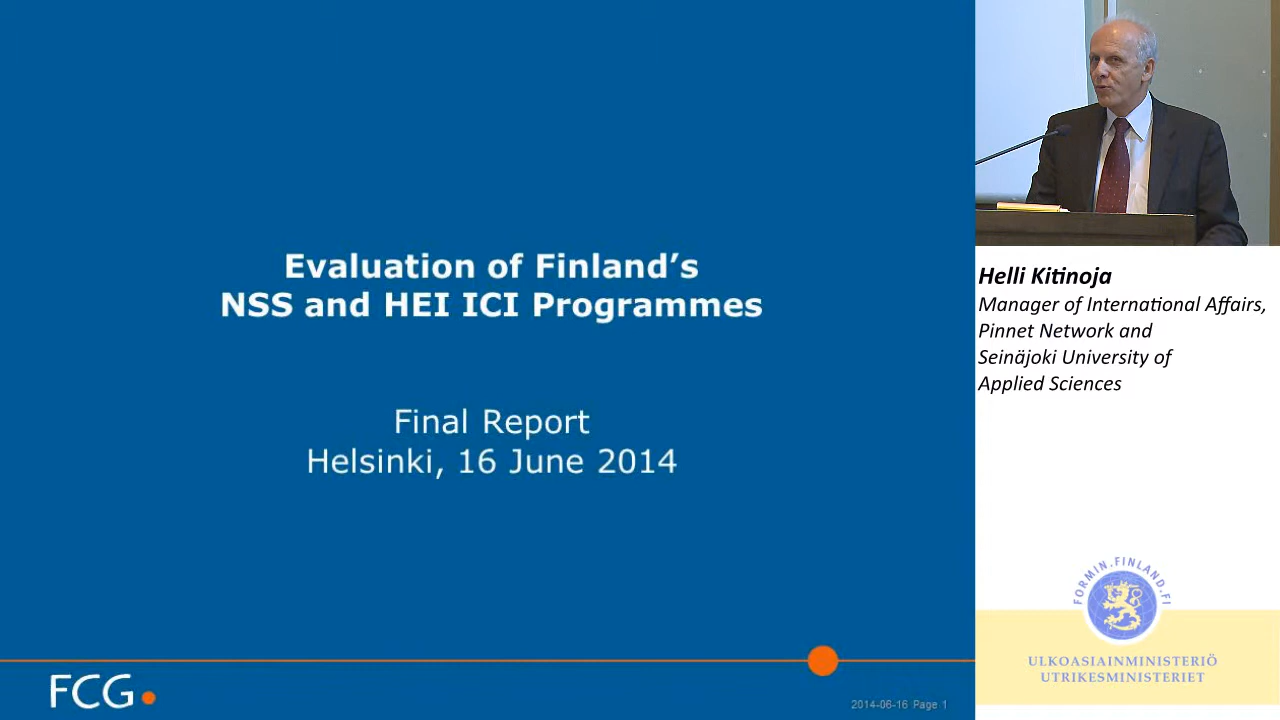 Evaluation of Finland's
NSS and HEI ICI Programmes
Final Report
Helsinki, 16 June 2014
FCG
2014-06-16 Page 1
Helli Kitinoja
Manager of International Affairs,
Pinnet Network and
Seinäjoki University of
Applied Sciences
FORMIN.FINLAND.FI
ULKOASIAINMINISTERIÖ
UTRIKESMINISTERIET